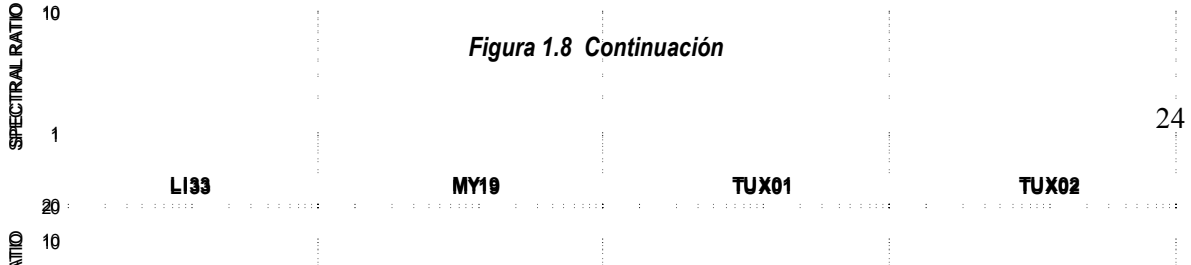 10
SPECTRAL RATIO
Figura 1.8 Continuación
24
1
LI33 MY19 TUX01 TUX02
20
10